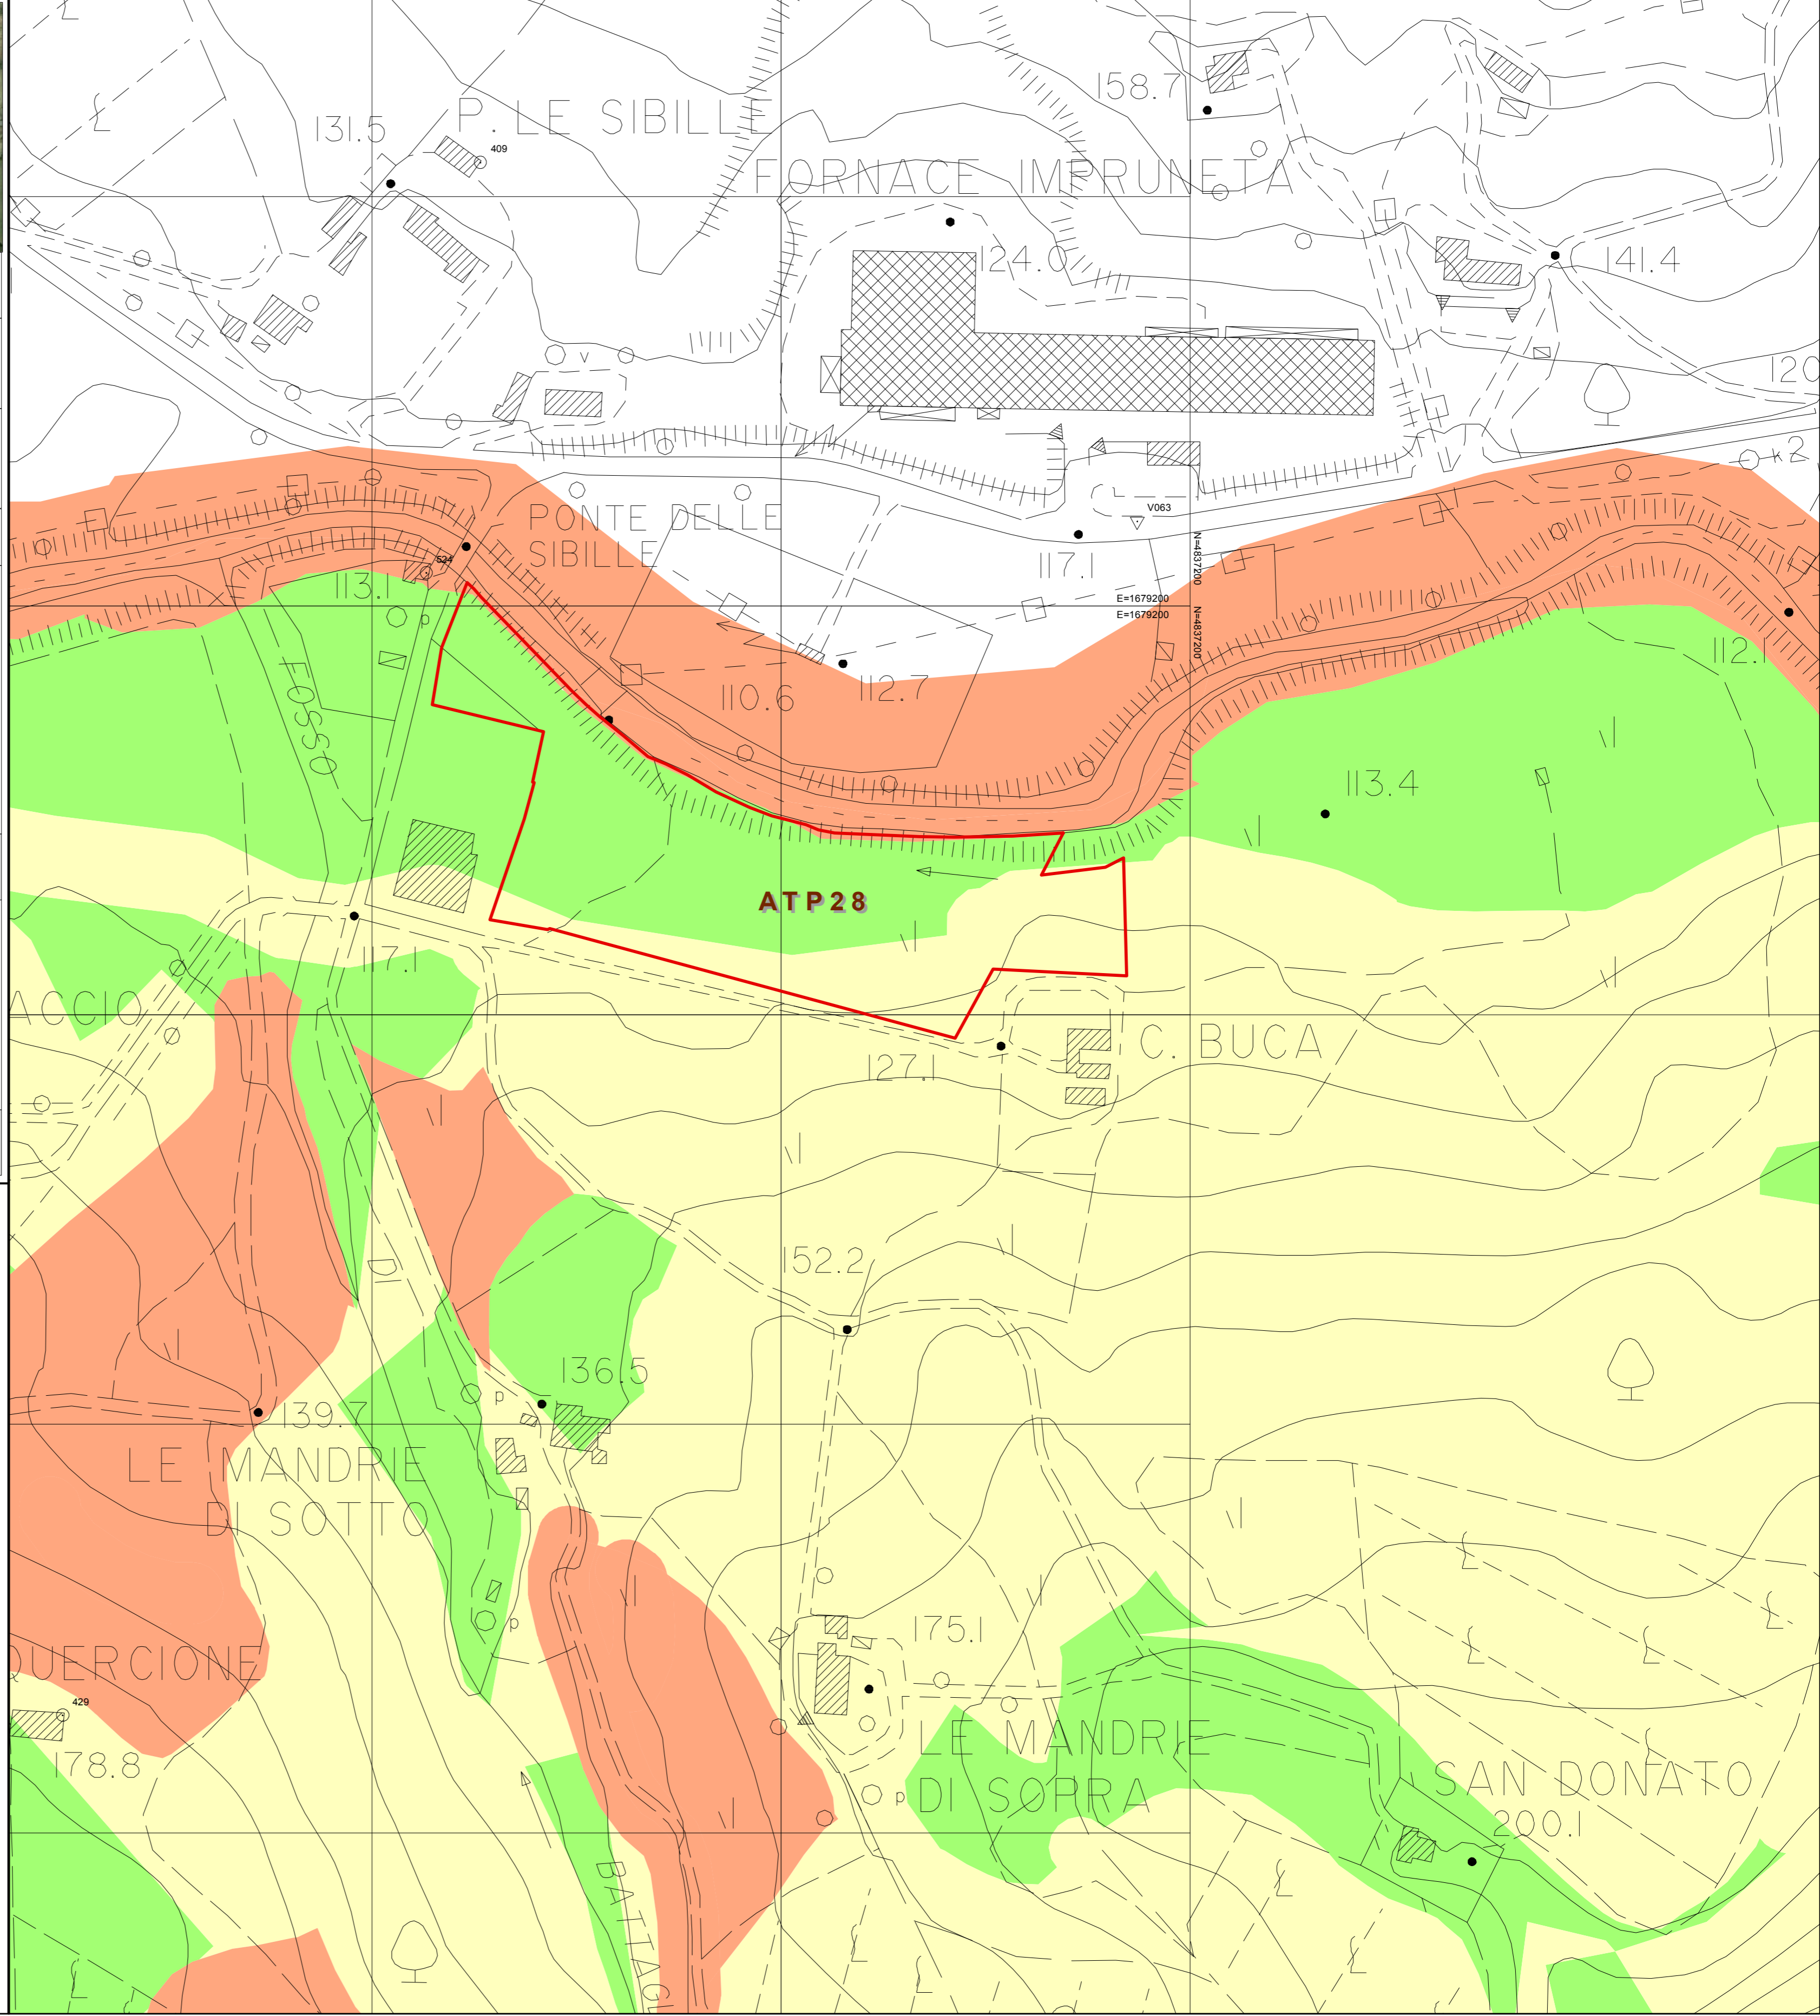 158.7
131.5
P. LE SIBILLE
409
FORNACE IMPRUNETA
124.0
141.4
v
120
k2
PONTE DELLE
SIBILLE
V063
524
117.1
N=4837200
E=1679200
E=1679200
N=4837200
113.1
p
112.1
FOSSO
110.6
112.7
113.4
ATP28
117.1
ACCIO
C. BUCA
127.1
DI
152.2
136.5
p
139.7
LE MANDRIE
DI SOTTO
p
175.1
QUERCIONE
429
178.8
LE MANDRIE
DI SOPRA
p
SAN DONATO
200.1
BATTAGL